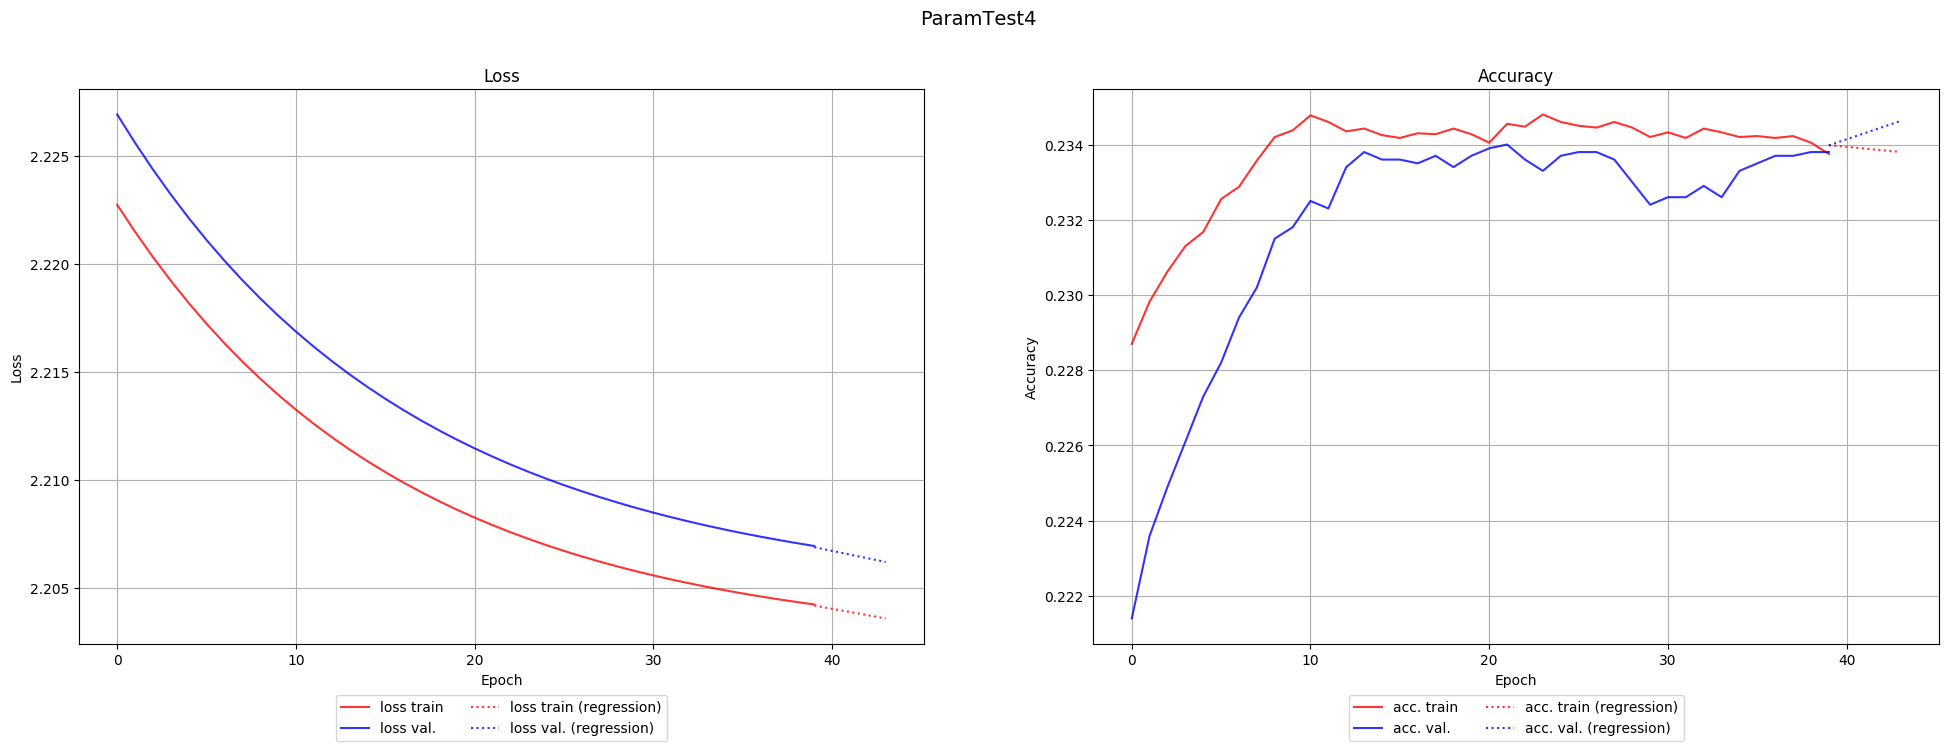 ParamTest4
Loss
2.225
2.220
2.215
2.210
2.205
Loss
0 10 20 30 40
Epoch
loss train loss train (regression)
loss val. loss val. (regression)
Accuracy
0.234
0.232
0.230
0.228
0.226
0.224
0.222
Accuracy
0 10 20 30 40
Epoch
acc. train acc. train (regression)
acc. val. acc. val. (regression)